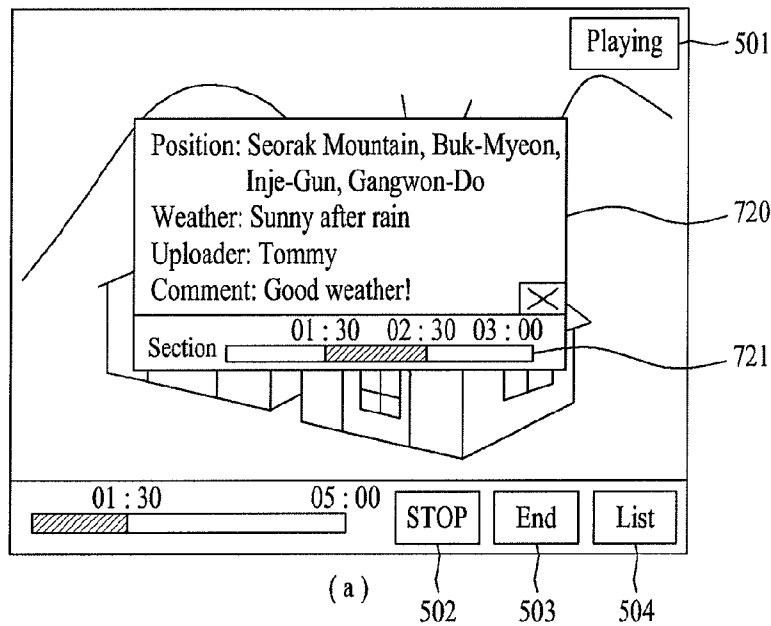 Playing
501
Position: Seorak Mountain, Buk-Myeon,
Inje-Gun, Gangwon-Do
Weather: Sunny after rain
720
Uploader: Tommy
Comment: Good weather!
01 : 30 02 : 30 03 : 00
Section
721
01 : 30 05 : 00
STOP End List
(a)
502 503 504